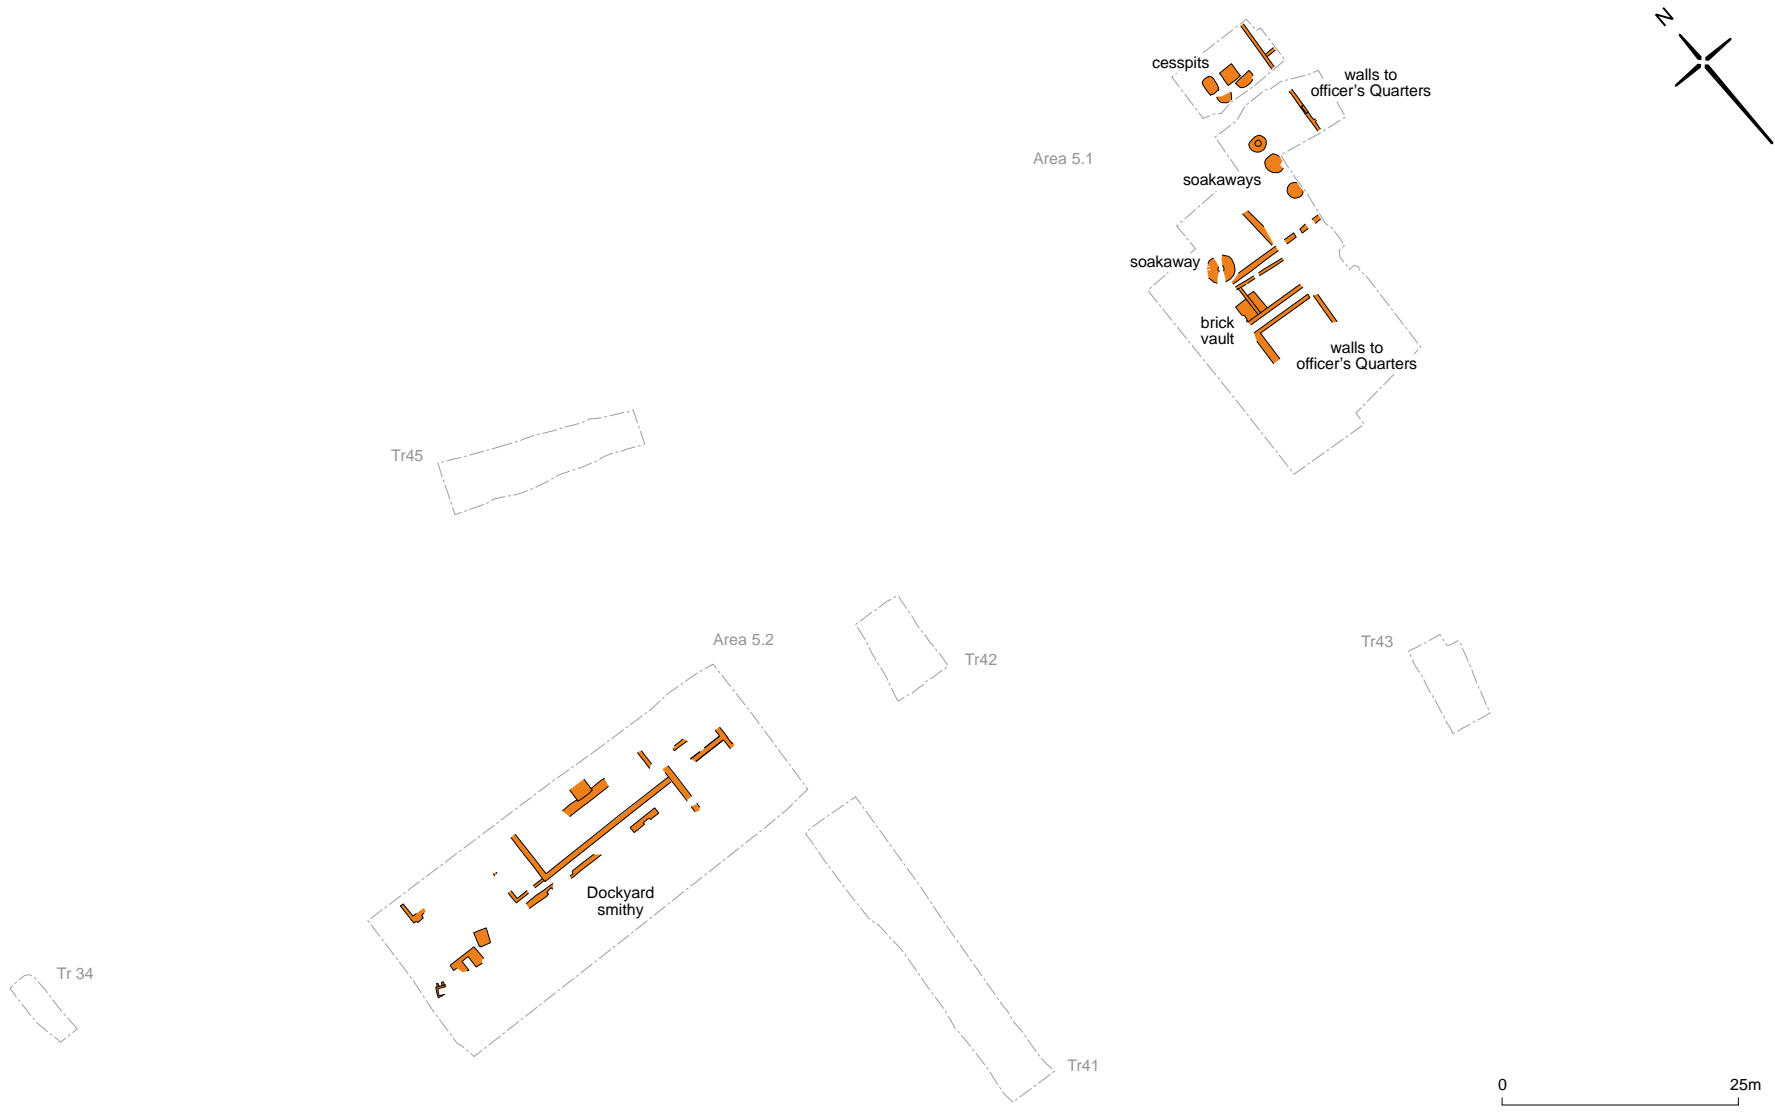 N
cesspits
walls to
officer's Quarters
Area 5.1
soakaways
soakaway
brick
vault
walls to
officer's Quarters
Tr45
Area 5.2
Tr42
Tr43
Dockyard
smithy
Tr 34
Tr41
0 25m